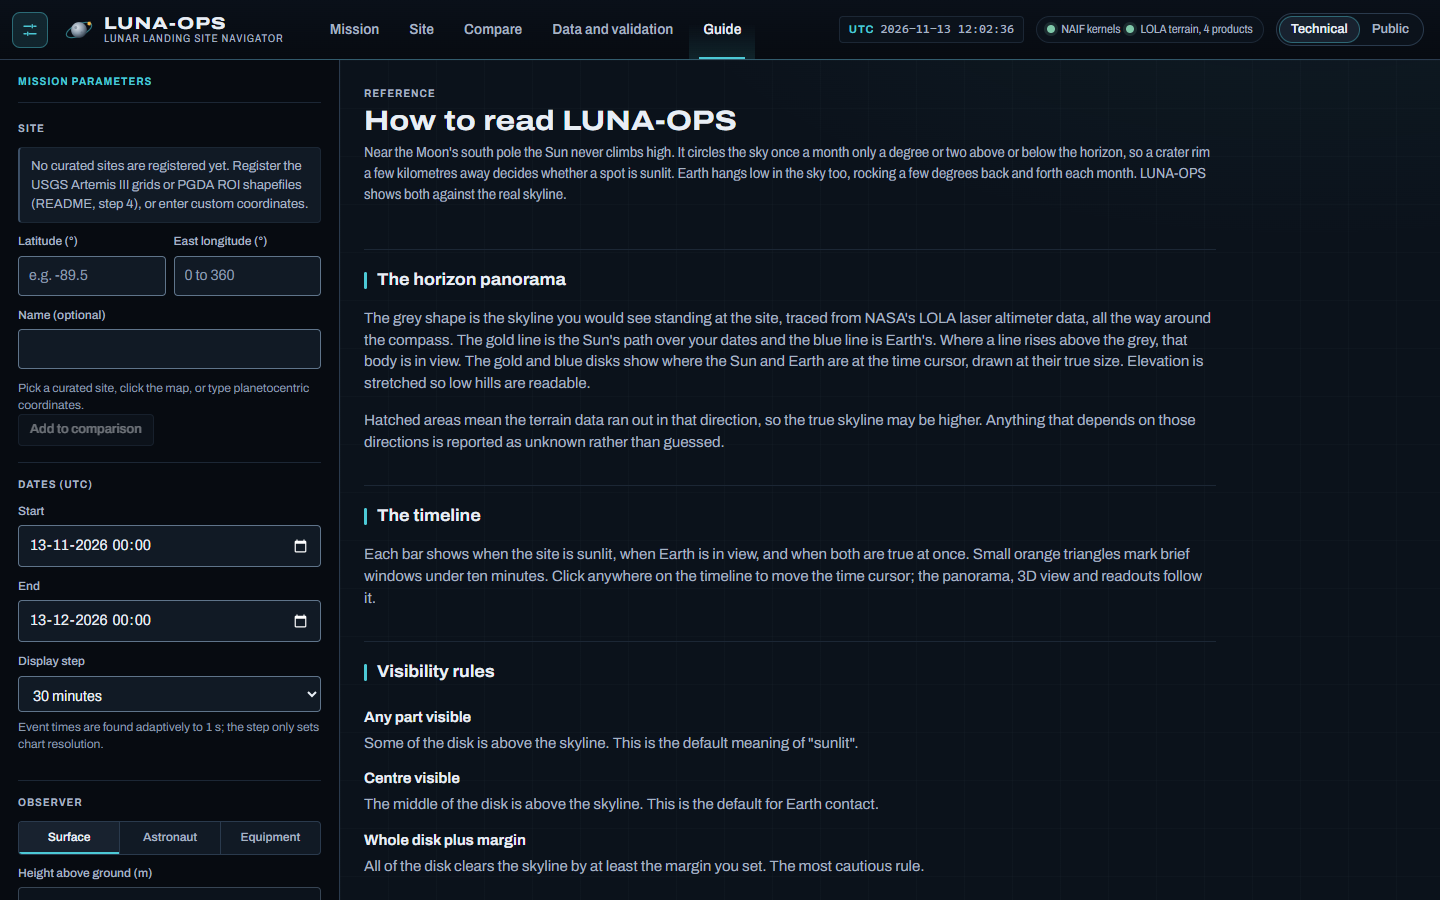 LUNA-OPS
LUNAR LANDING SITE NAVIGATOR
Mission
Site
Compare
Data and validation
Guide
UTC 2026-11-13 12:02:36
NAIF kernels
LOLA terrain, 4 products
Technical
Public
MISSION PARAMETERS
SITE
No curated sites are registered yet. Register the
USGS Artemis III grids or PGDA ROI shapefiles
(README, step 4), or enter custom coordinates.
Latitude (°)
East longitude (°)
e.g. -89.5
0 to 360
Name (optional)
Pick a curated site, click the map, or type planetocentric
coordinates.
Add to comparison
DATES (UTC)
Start
13-11-2026 00:00
End
13-12-2026 00:00
Display step
30 minutes
Event times are found adaptively to 1 s; the step only sets
chart resolution.
OBSERVER
Surface
Astronaut
Equipment
Height above ground (m)
REFERENCE
How to read LUNA-OPS
Near the Moon's south pole the Sun never climbs high. It circles the sky once a month only a degree or two above or below the horizon, so a crater rim
a few kilometres away decides whether a spot is sunlit. Earth hangs low in the sky too, rocking a few degrees back and forth each month. LUNA-OPS
shows both against the real skyline.
The horizon panorama
The grey shape is the skyline you would see standing at the site, traced from NASA's LOLA laser altimeter data, all the way around
the compass. The gold line is the Sun's path over your dates and the blue line is Earth's. Where a line rises above the grey, that
body is in view. The gold and blue disks show where the Sun and Earth are at the time cursor, drawn at their true size. Elevation is
stretched so low hills are readable.
Hatched areas mean the terrain data ran out in that direction, so the true skyline may be higher. Anything that depends on those
directions is reported as unknown rather than guessed.
The timeline
Each bar shows when the site is sunlit, when Earth is in view, and when both are true at once. Small orange triangles mark brief
windows under ten minutes. Click anywhere on the timeline to move the time cursor; the panorama, 3D view and readouts follow
it.
Visibility rules
Any part visible
Some of the disk is above the skyline. This is the default meaning of "sunlit".
Centre visible
The middle of the disk is above the skyline. This is the default for Earth contact.
Whole disk plus margin
All of the disk clears the skyline by at least the margin you set. The most cautious rule.